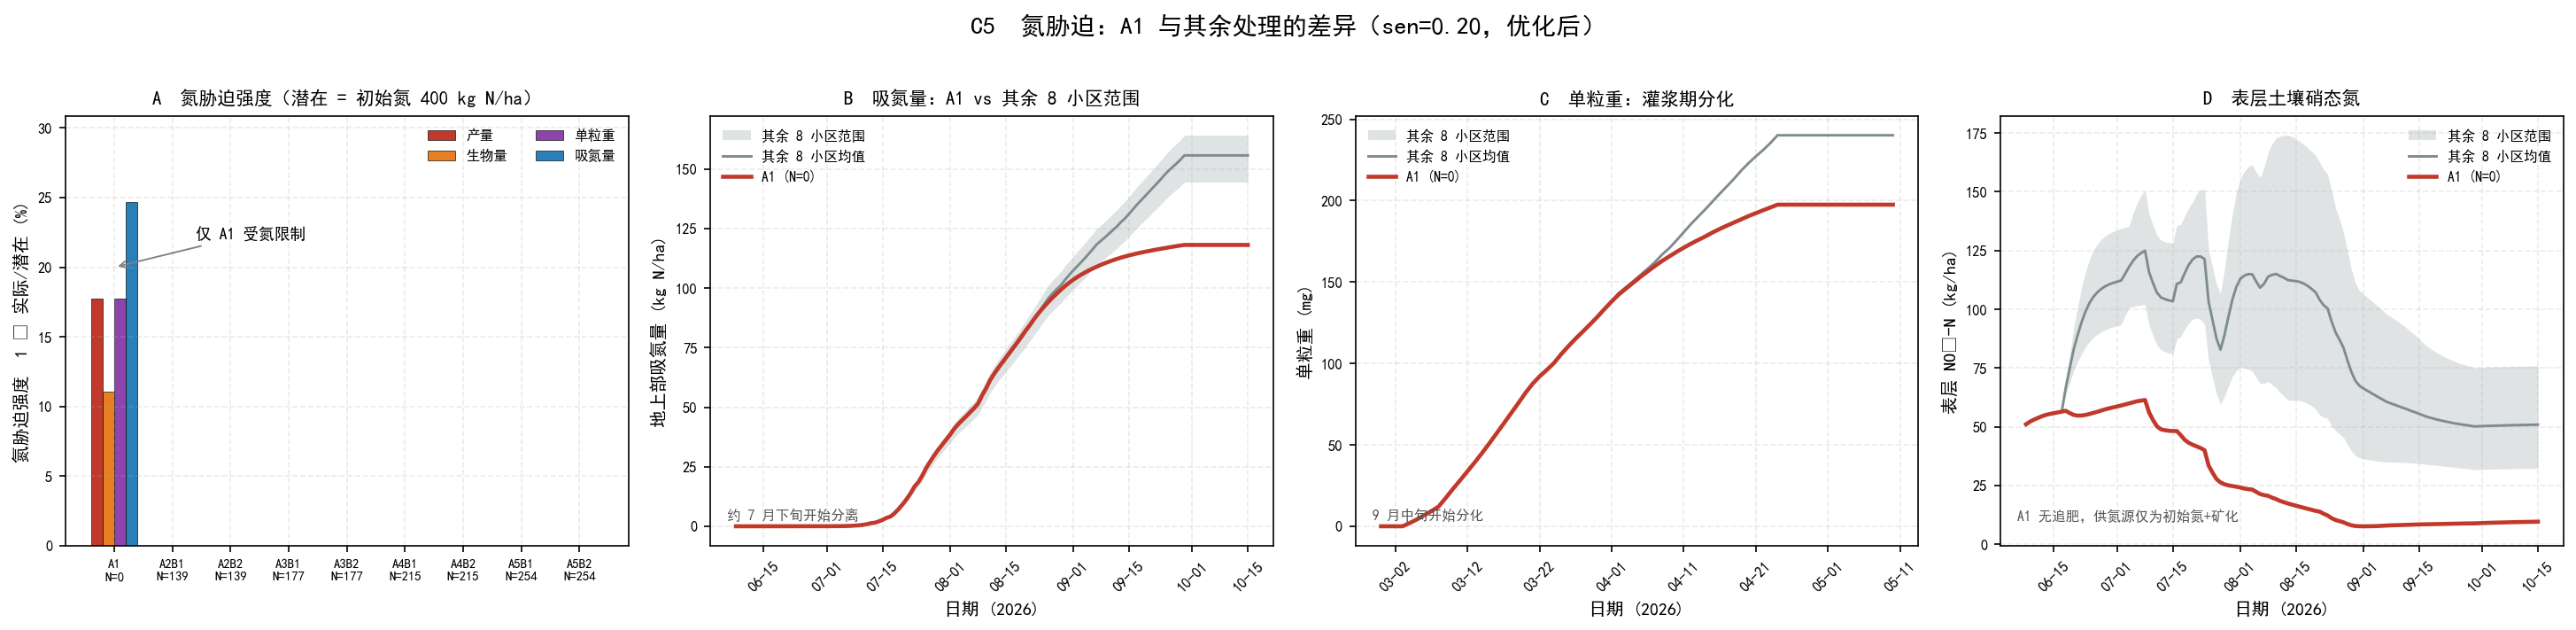 C5 氮胁迫：A1 与其余处理的差异（sen=0.20，优化后）
A 氮胁迫强度（潜在 = 初始氮 400 kg N/ha）
氮胁迫强度 1 □ 实际/潜在 (%)
30
25
20
15
10
5
0
产量
生物量
单粒重
吸氮量
仅 A1 受氮限制
A1
N=0
A2B1
N=139
A2B2
N=139
A3B1
N=177
A3B2
N=177
A4B1
N=215
A4B2
N=215
A5B1
N=254
A5B2
N=254
B 吸氮量：A1 vs 其余 8 小区范围
地上部吸氮量 (kg N/ha)
150
125
100
75
50
25
0
其余 8 小区范围
其余 8 小区均值
A1 (N=0)
约 7 月下旬开始分离
06-15
07-01
07-15
08-01
08-15
09-01
09-15
10-01
10-15
日期 (2026)
C 单粒重：灌浆期分化
单粒重 (mg)
250
200
150
100
50
0
其余 8 小区范围
其余 8 小区均值
A1 (N=0)
9 月中旬开始分化
03-02
03-12
03-22
04-01
04-11
04-21
05-01
05-11
日期 (2026)
D 表层土壤硝态氮
表层 NO□-N (kg/ha)
175
150
125
100
75
50
25
0
其余 8 小区范围
其余 8 小区均值
A1 (N=0)
A1 无追肥，供氮源仅为初始氮+矿化
06-15
07-01
07-15
08-01
08-15
09-01
09-15
10-01
10-15
日期 (2026)